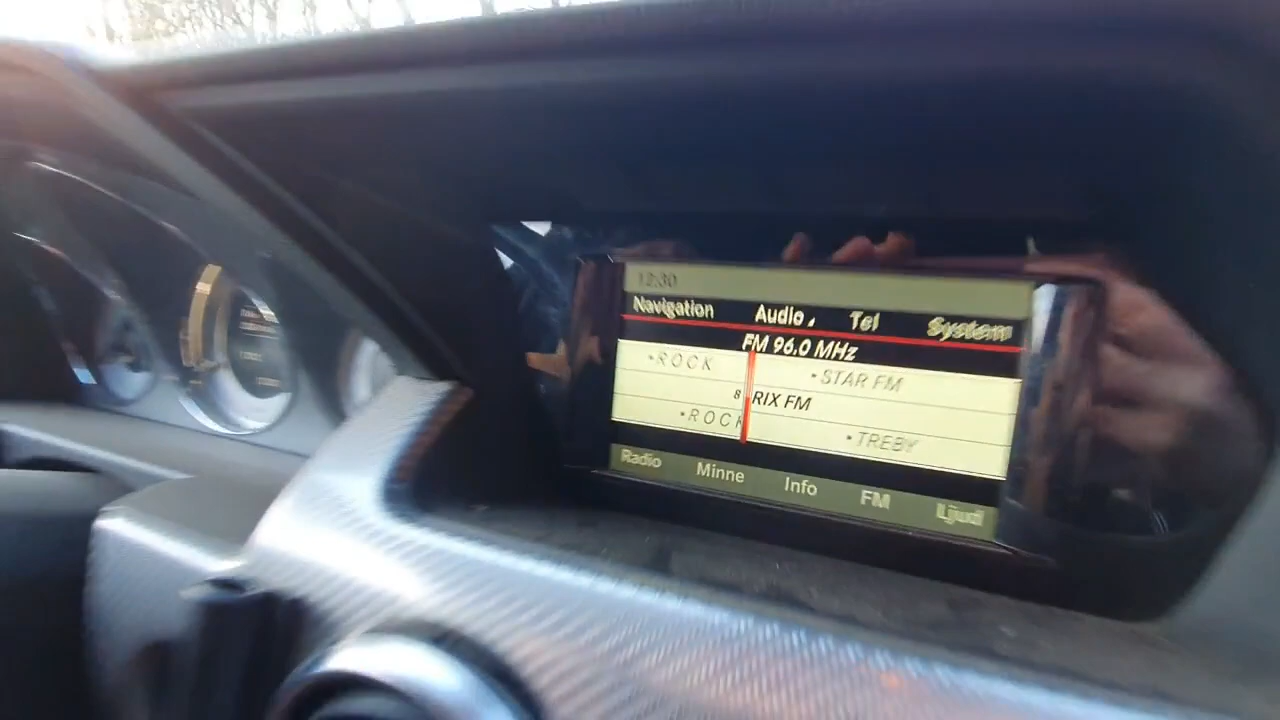 12:30
Navigation Audio Tel System
FM 96.0 MHz
•ROCK •STAR FM
8 RIX FM
•ROCK •TREBY
Radio Minne Info FM Ljud